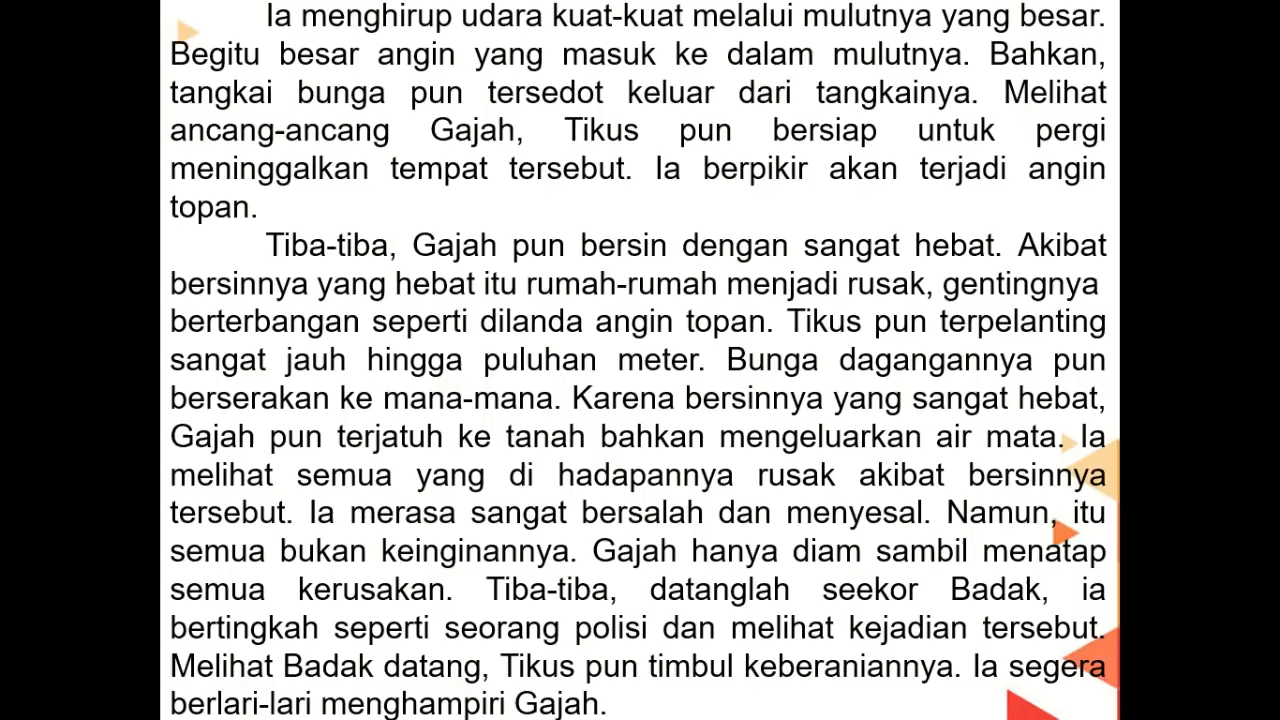 Ia menghirup udara kuat-kuat melalui mulutnya yang besar.
Begitu besar angin yang masuk ke dalam mulutnya. Bahkan,
tangkai bunga pun tersedot keluar dari tangkainya. Melihat
ancang-ancang Gajah, Tikus pun bersiap untuk pergi
meninggalkan tempat tersebut. Ia berpikir akan terjadi angin
topan.
Tiba-tiba, Gajah pun bersin dengan sangat hebat. Akibat
bersinnya yang hebat itu rumah-rumah menjadi rusak, gentingnya
berterbangan seperti dilanda angin topan. Tikus pun terpelanting
sangat jauh hingga puluhan meter. Bunga dagangannya pun
berserakan ke mana-mana. Karena bersinnya yang sangat hebat,
Gajah pun terjatuh ke tanah bahkan mengeluarkan air mata. Ia
melihat semua yang di hadapannya rusak akibat bersinnya
tersebut. Ia merasa sangat bersalah dan menyesal. Namun, itu
semua bukan keinginannya. Gajah hanya diam sambil menatap
semua kerusakan. Tiba-tiba, datanglah seekor Badak, ia
bertingkah seperti seorang polisi dan melihat kejadian tersebut.
Melihat Badak datang, Tikus pun timbul keberaniannya. Ia segera
berlari-lari menghampiri Gajah.